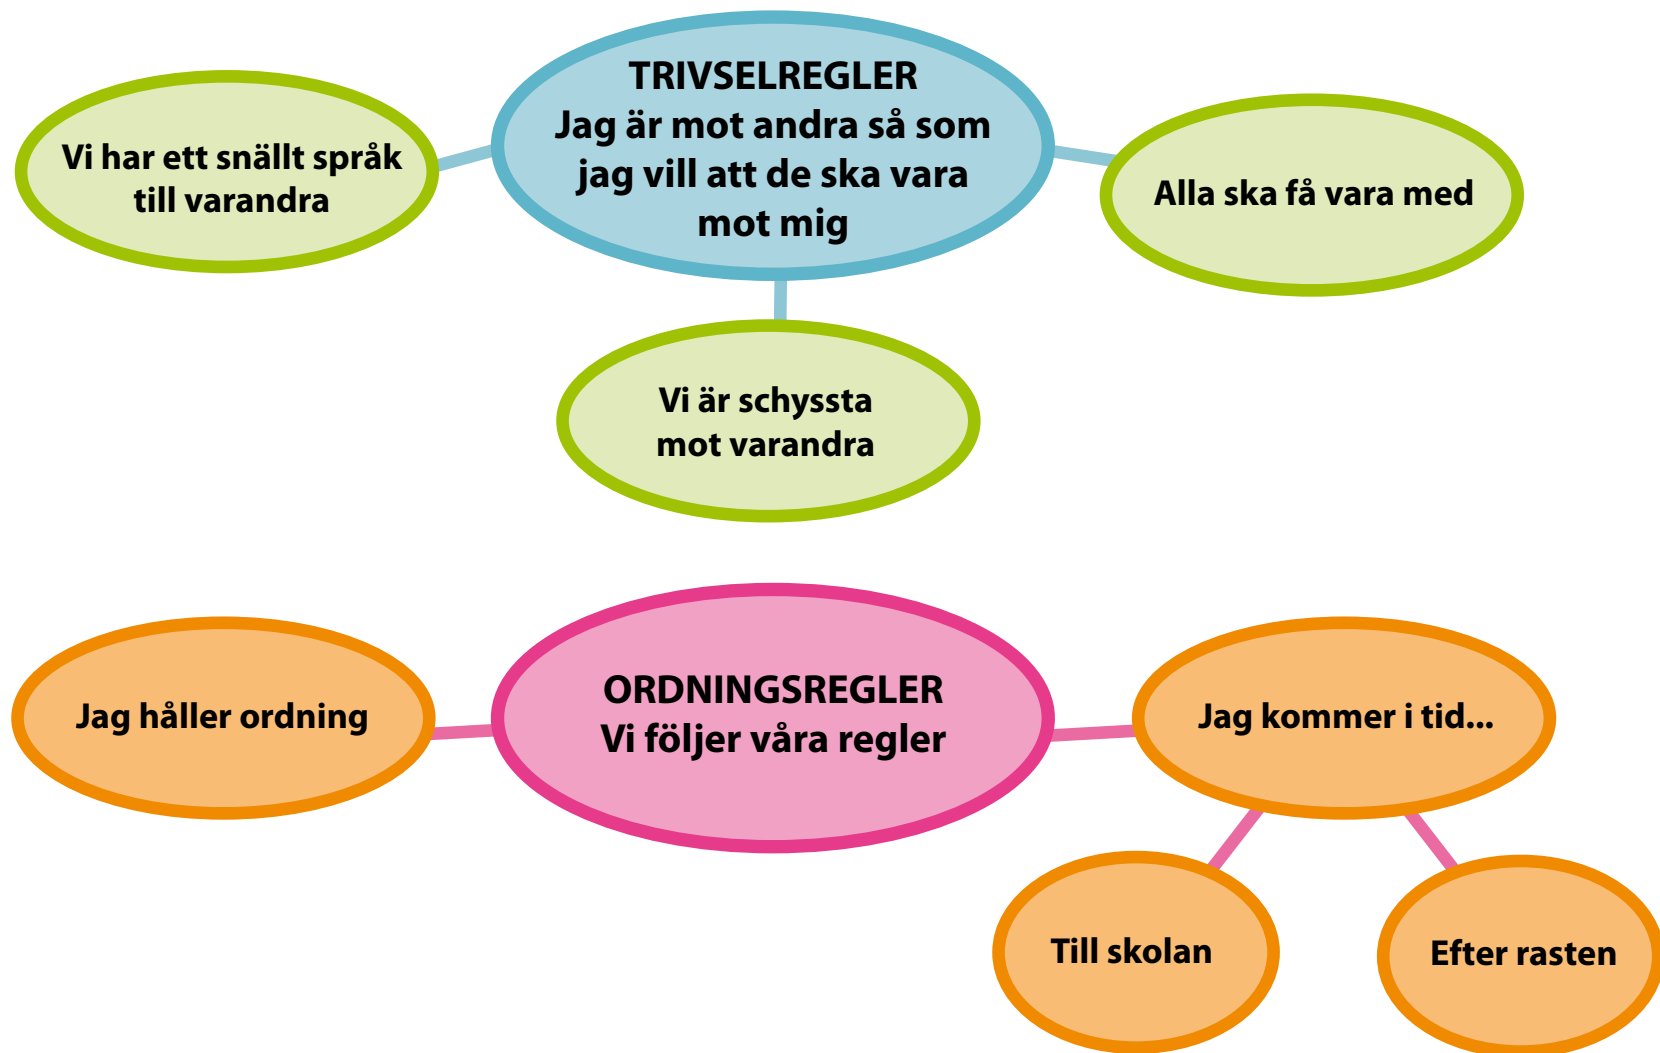 TRIVSELREGLER
Jag är mot andra så som
jag vill att de ska vara
mot mig
Vi har ett snällt språk
till varandra
Alla ska få vara med
Vi är schyssta
mot varandra
ORDNINGSREGLER
Vi följer våra regler
Jag håller ordning
Jag kommer i tid...
Till skolan
Efter rasten